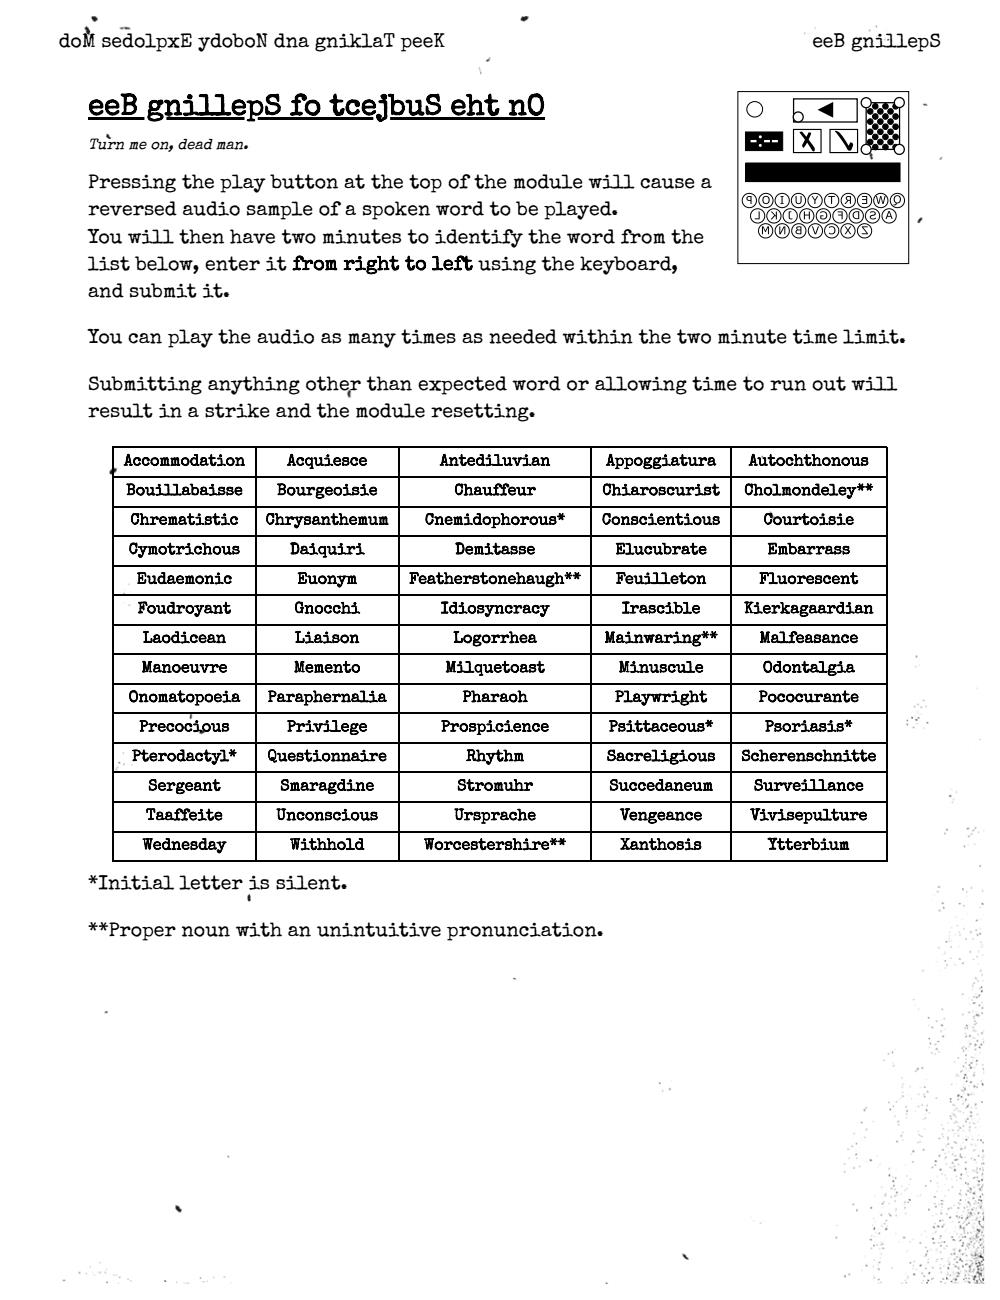 doM sedolpxE ydoboN dna gniklaT peeK eeB gnillepS
eeB gnillepS fo tcejbuS eht nO
Turn me on, dead man.
Pressing the play button at the top of the module will cause a
reversed audio sample of a spoken word to be played.
You will then have two minutes to identify the word from the
list below, enter it from right to left using the keyboard,
and submit it.
-:--
P O I U Y T R E W Q
L K J H G F D S A
M N B V C X Z
You can play the audio as many times as needed within the two minute time limit.
Submitting anything other than expected word or allowing time to run out will
result in a strike and the module resetting.
Accommodation Acquiesce Antediluvian Appoggiatura Autochthonous
Bouillabaisse Bourgeoisie Chauffeur Chiaroscurist Cholmondeley**
Chrematistic Chrysanthemum Cnemidophorous* Conscientious Courtoisie
Cymotrichous Daiquiri Demitasse Elucubrate Embarrass
Eudaemonic Euonym Featherstonehaugh** Feuilleton Fluorescent
Foudroyant Gnocchi Idiosyncracy Irascible Kierkagaardian
Laodicean Liaison Logorrhea Mainwaring** Malfeasance
Manoeuvre Memento Milquetoast Minuscule Odontalgia
Onomatopoeia Paraphernalia Pharaoh Playwright Pococurante
Precocious Privilege Prospicience Psittaceous* Psoriasis*
Pterodactyl* Questionnaire Rhythm Sacreligious Scherenschnitte
Sergeant Smaragdine Stromuhr Succedaneum Surveillance
Taaffeite Unconscious Ursprache Vengeance Vivisepulture
Wednesday Withhold Worcestershire** Xanthosis Ytterbium
*Initial letter is silent.
**Proper noun with an unintuitive pronunciation.